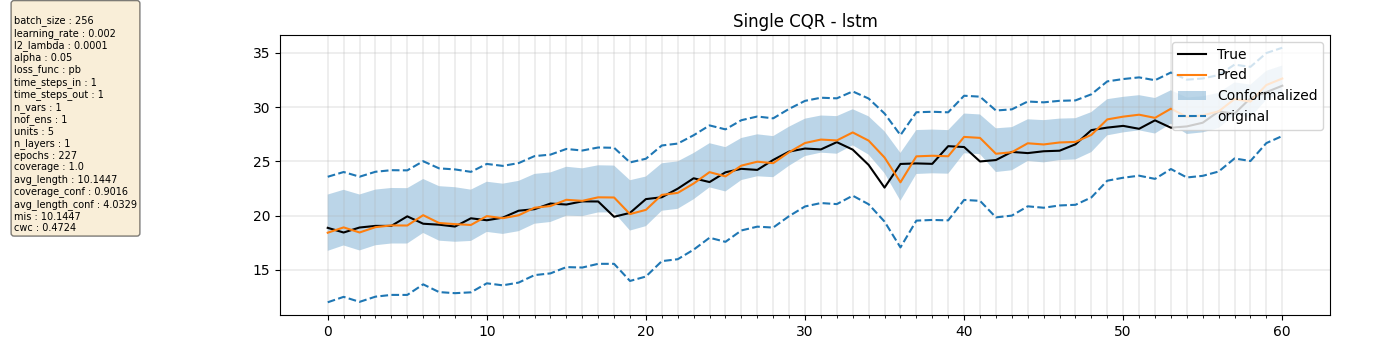 batch_size : 256
learning_rate : 0.002
l2_lambda : 0.0001
alpha : 0.05
loss_func : pb
time_steps_in : 1
time_steps_out : 1
n_vars : 1
nof_ens : 1
units : 5
n_layers : 1
epochs : 227
coverage : 1.0
avg_length : 10.1447
coverage_conf : 0.9016
avg_length_conf : 4.0329
mis : 10.1447
cwc : 0.4724
Single CQR - lstm
35
30
25
20
15
0 10 20 30 40 50 60
True
Pred
Conformalized
original